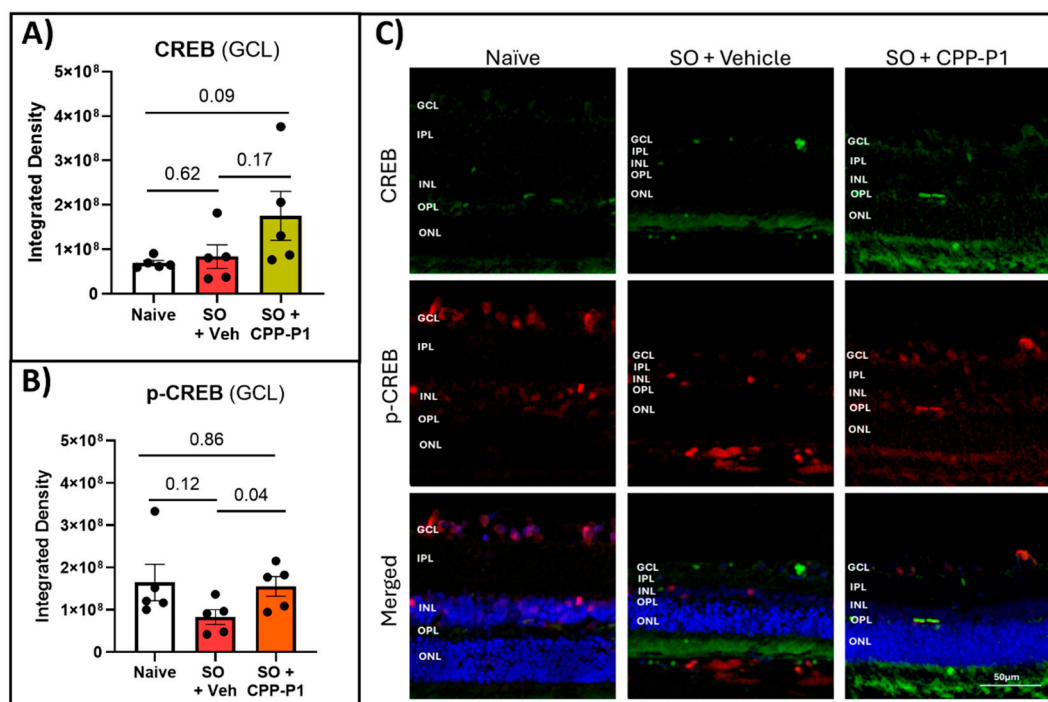 A)
CREB (GCL)
Integrated Density
5×10⁸
4×10⁸
3×10⁸
2×10⁸
1×10⁸
0
0.09
0.62
0.17
Naive
SO
+ Veh
SO +
CPP-P1
B)
p-CREB (GCL)
Integrated Density
5×10⁸
4×10⁸
3×10⁸
2×10⁸
1×10⁸
0
0.86
0.12
0.04
Naive
SO
+ Veh
SO +
CPP-P1
C)
Naïve
SO + Vehicle
SO + CPP-P1
CREB
GCL
IPL
INL
OPL
ONL
GCL
IPL
INL
OPL
ONL
GCL
IPL
INL
OPL
ONL
p-CREB
GCL
IPL
INL
OPL
ONL
GCL
IPL
INL
OPL
ONL
GCL
IPL
INL
OPL
ONL
Merged
GCL
IPL
INL
OPL
ONL
GCL
IPL
INL
OPL
ONL
GCL
IPL
INL
OPL
ONL
50µm